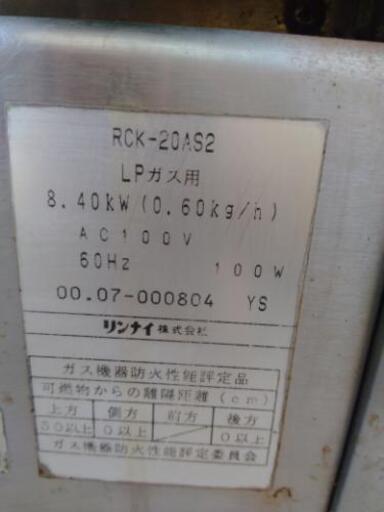 RCK-20AS2
LPガス用
8.40kW(0.60kg/h)
AC100V
60Hz 100W
00.07-000804 YS
リンナイ株式会社
ガス機器防火性能評定品
可燃物からの離隔距離(cm)
上方 側方 前方 後方
50以上 0以上 0以上
ガス機器防火性能評定委員会